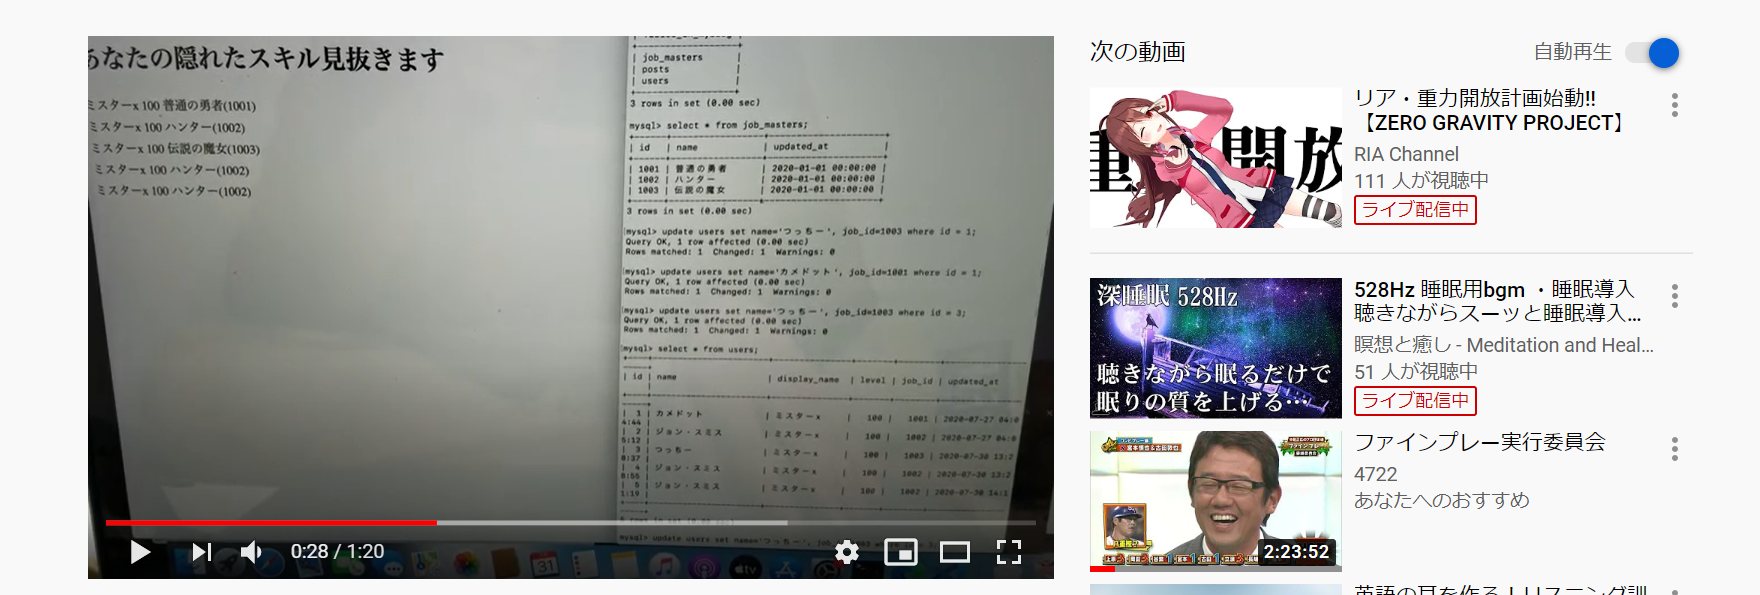 あなたの隠れたスキル見抜きます
ミスターx 100 普通の勇者(1001)
ミスターx 100 ハンター(1002)
ミスターx 100 伝説の魔女(1003)
ミスターx 100 ハンター(1002)
ミスターx 100 ハンター(1002)
| job_masters |
| posts |
| users |
3 rows in set (0.00 sec)
mysql> select * from job_masters;
| id | name | updated_at |
| 1001 | 普通の勇者 | 2020-01-01 00:00:00 |
| 1002 | ハンター | 2020-01-01 00:00:00 |
| 1003 | 伝説の魔女 | 2020-01-01 00:00:00 |
3 rows in set (0.00 sec)
mysql> update users set name='つっちー', job_id=1003 where id = 1;
Query OK, 1 row affected (0.00 sec)
Rows matched: 1 Changed: 1 Warnings: 0
mysql> update users set name='カメドット', job_id=1001 where id = 1;
Query OK, 1 row affected (0.00 sec)
Rows matched: 1 Changed: 1 Warnings: 0
mysql> update users set name='つっちー', job_id=1003 where id = 3;
Query OK, 1 row affected (0.00 sec)
Rows matched: 1 Changed: 1 Warnings: 0
mysql> select * from users;
| id | name | display_name | level | job_id | updated_at
| 1 | カメドット | ミスターx | 100 | 1001 | 2020-07-27 04:0
4:44 |
| 2 | ジョン・スミス | ミスターx | 100 | 1002 | 2020-07-27 04:0
5:12 |
| 3 | つっちー | ミスターx | 100 | 1003 | 2020-07-30 13:2
8:37 |
| 4 | ジョン・スミス | ミスターx | 100 | 1002 | 2020-07-30 13:2
8:55 |
| 5 | ジョン・スミス | ミスターx | 100 | 1002 | 2020-07-30 14:1
1:19 |
5 rows in set (0.00 sec)
0:28 / 1:20
次の動画
自動再生
重力開放
リア・重力開放計画始動!!
【ZERO GRAVITY PROJECT】
RIA Channel
111 人が視聴中
ライブ配信中
深睡眠 528Hz
聴きながら眠るだけで
眠りの質を上げる…
528Hz 睡眠用bgm ・睡眠導入
聴きながらスーッと睡眠導入...
瞑想と癒し - Meditation and Heal...
51 人が視聴中
ライブ配信中
2:23:52
ファインプレー実行委員会
4722
あなたへのおすすめ